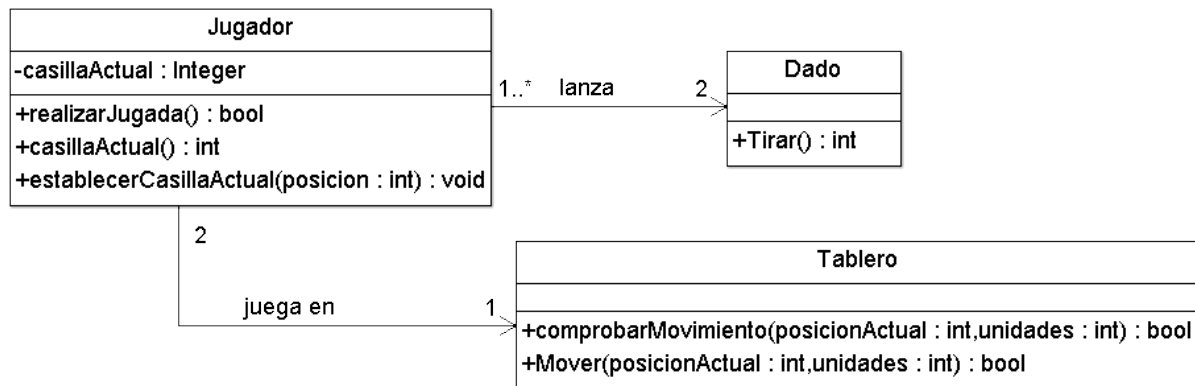 Jugador
-casillaActual : Integer
+realizarJugada() : bool
+casillaActual() : int
+establecerCasillaActual(posicion : int) : void
1..* lanza 2
Dado
+Tirar() : int
2
juega en 1
Tablero
+comprobarMovimiento(posicionActual : int,unidades : int) : bool
+Mover(posicionActual : int,unidades : int) : bool